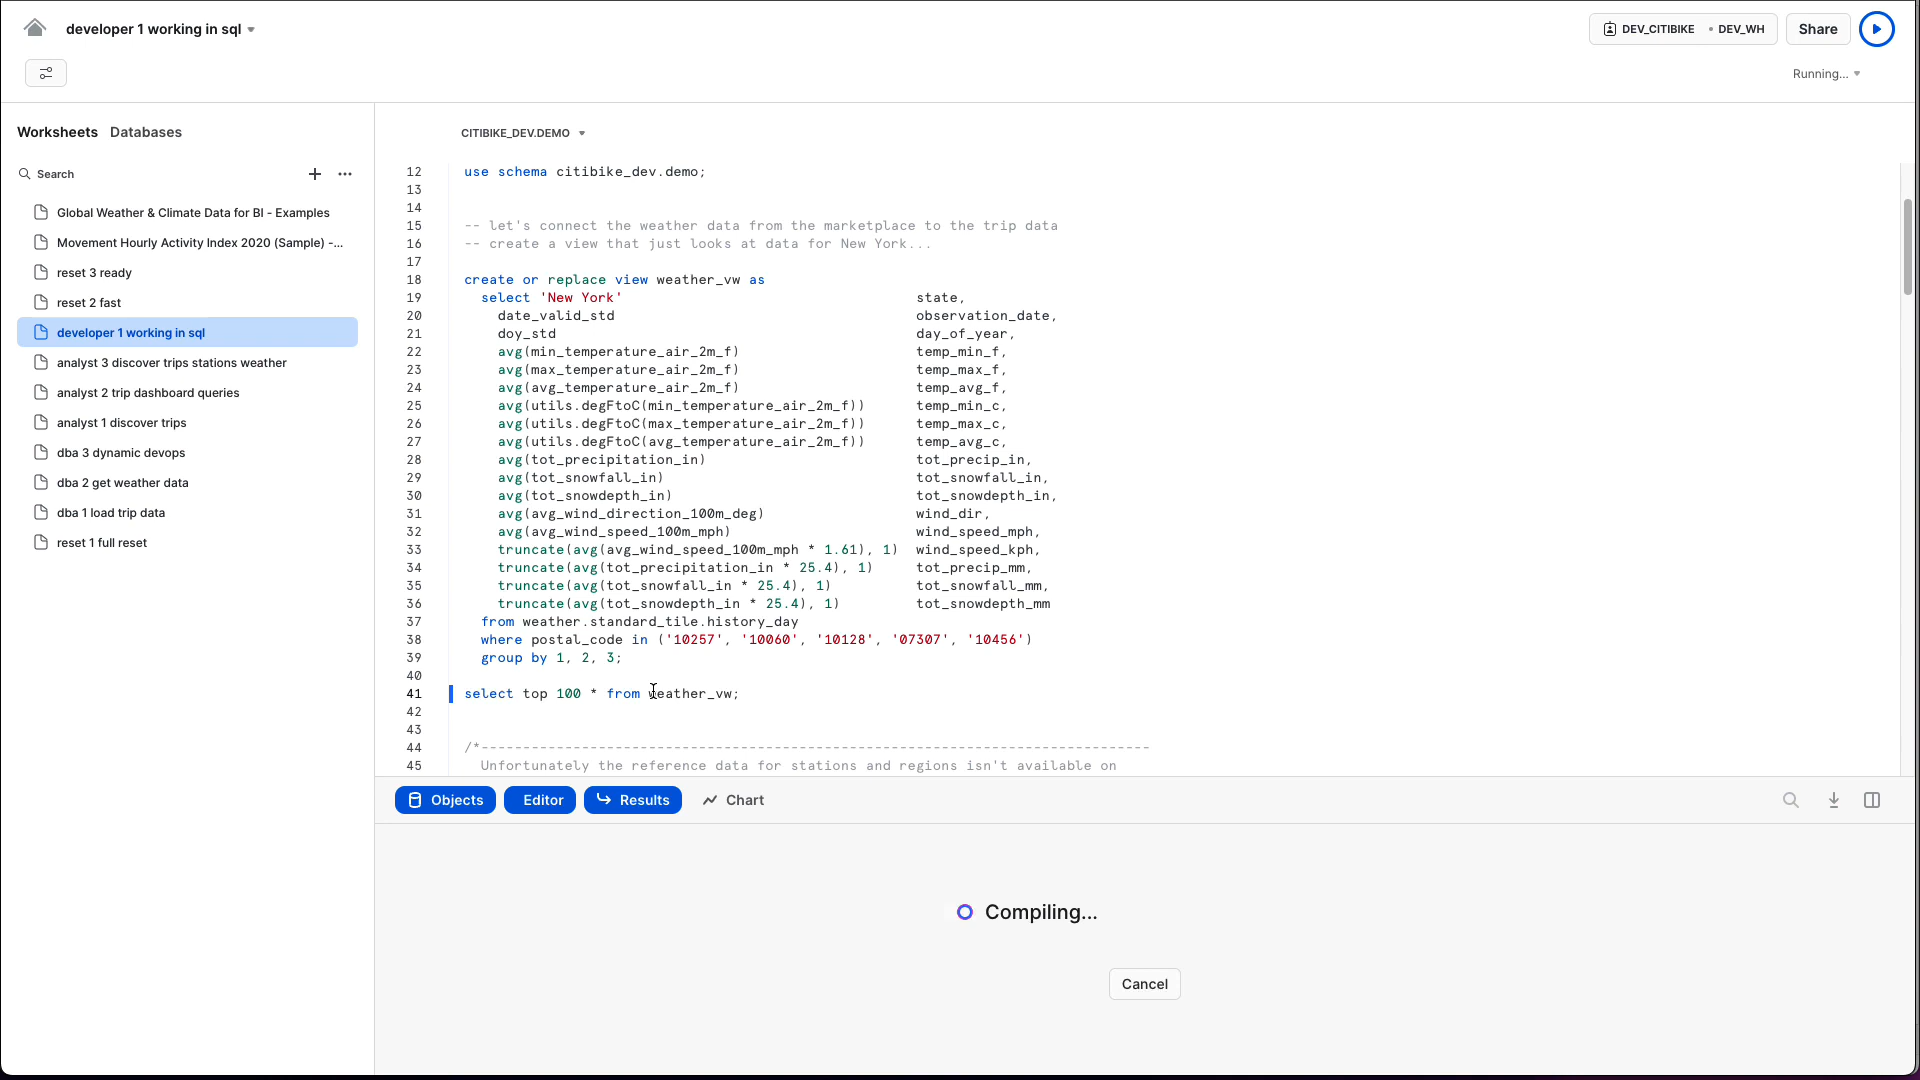 developer 1 working in sql
DEV_CITIBIKE • DEV_WH
Share
Running...
Worksheets Databases
Search
Global Weather & Climate Data for BI - Examples
Movement Hourly Activity Index 2020 (Sample) -...
reset 3 ready
reset 2 fast
developer 1 working in sql
analyst 3 discover trips stations weather
analyst 2 trip dashboard queries
analyst 1 discover trips
dba 3 dynamic devops
dba 2 get weather data
dba 1 load trip data
reset 1 full reset
CITIBIKE_DEV.DEMO
12 use schema citibike_dev.demo;
13
14
15 -- let's connect the weather data from the marketplace to the trip data
16 -- create a view that just looks at data for New York...
17
18 create or replace view weather_vw as
19 select 'New York' state,
20 date_valid_std observation_date,
21 doy_std day_of_year,
22 avg(min_temperature_air_2m_f) temp_min_f,
23 avg(max_temperature_air_2m_f) temp_max_f,
24 avg(avg_temperature_air_2m_f) temp_avg_f,
25 avg(utils.degFtoC(min_temperature_air_2m_f)) temp_min_c,
26 avg(utils.degFtoC(max_temperature_air_2m_f)) temp_max_c,
27 avg(utils.degFtoC(avg_temperature_air_2m_f)) temp_avg_c,
28 avg(tot_precipitation_in) tot_precip_in,
29 avg(tot_snowfall_in) tot_snowfall_in,
30 avg(tot_snowdepth_in) tot_snowdepth_in,
31 avg(avg_wind_direction_100m_deg) wind_dir,
32 avg(avg_wind_speed_100m_mph) wind_speed_mph,
33 truncate(avg(avg_wind_speed_100m_mph * 1.61), 1) wind_speed_kph,
34 truncate(avg(tot_precipitation_in * 25.4), 1) tot_precip_mm,
35 truncate(avg(tot_snowfall_in * 25.4), 1) tot_snowfall_mm,
36 truncate(avg(tot_snowdepth_in * 25.4), 1) tot_snowdepth_mm
37 from weather.standard_tile.history_day
38 where postal_code in ('10257', '10060', '10128', '07307', '10456')
39 group by 1, 2, 3;
40
41 select top 100 * from weather_vw;
42
43
44 /*--------------------------------------------------------------------------------
45 Unfortunately the reference data for stations and regions isn't available on
Objects Editor Results Chart
Compiling...
Cancel